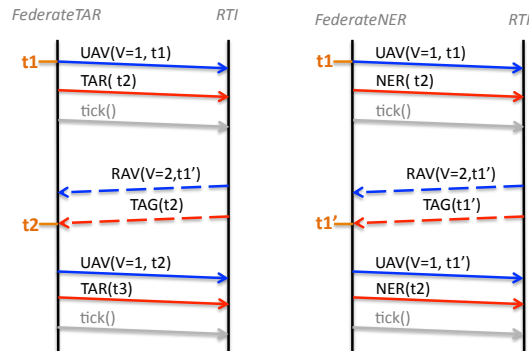 FederateTAR RTI
t1
UAV(V=1, t1)
TAR( t2)
tick()
RAV(V=2,t1’)
TAG(t2)
t2
UAV(V=1, t2)
TAR(t3)
tick()
FederateNER RTI
t1
UAV(V=1, t1)
NER( t2)
tick()
RAV(V=2,t1’)
TAG(t1’)
t1’
UAV(V=1, t1’)
NER(t2)
tick()